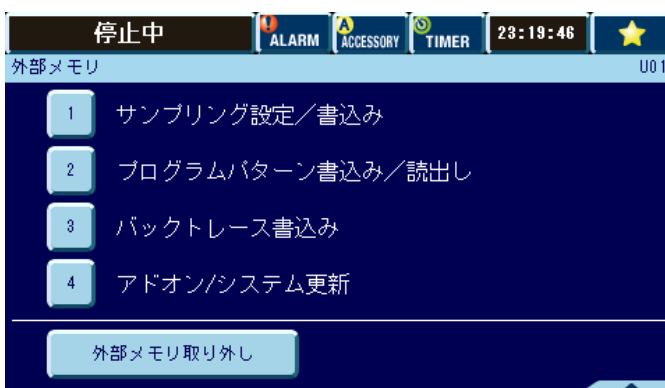 停止中 ALARM ACCESSORY TIMER 23:19:46
外部メモリ U01
1 サンプリング設定／書込み
2 プログラムパターン書込み／読出し
3 バックトレース書込み
4 アドオン/システム更新
外部メモリ取り外し